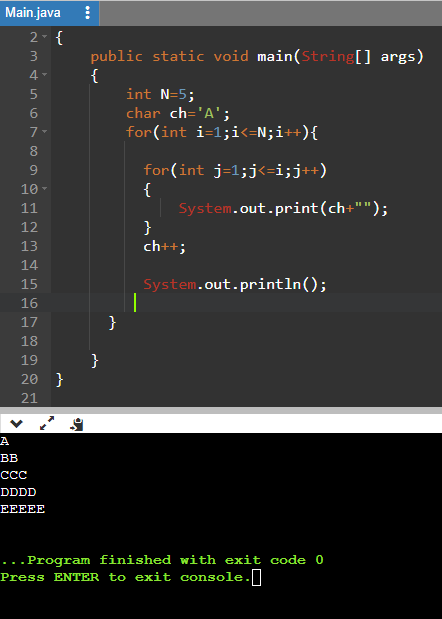 Main.java
2 {
3 public static void main(String[] args)
4 {
5 int N=5;
6 char ch='A';
7 for(int i=1;i<=N;i++){
8
9 for(int j=1;j<=i;j++)
10 {
11 System.out.print(ch+"");
12 }
13 ch++;
14
15 System.out.println();
16
17 }
18
19 }
20 }
21
A
BB
CCC
DDDD
EEEEE
...Program finished with exit code 0
Press ENTER to exit console.